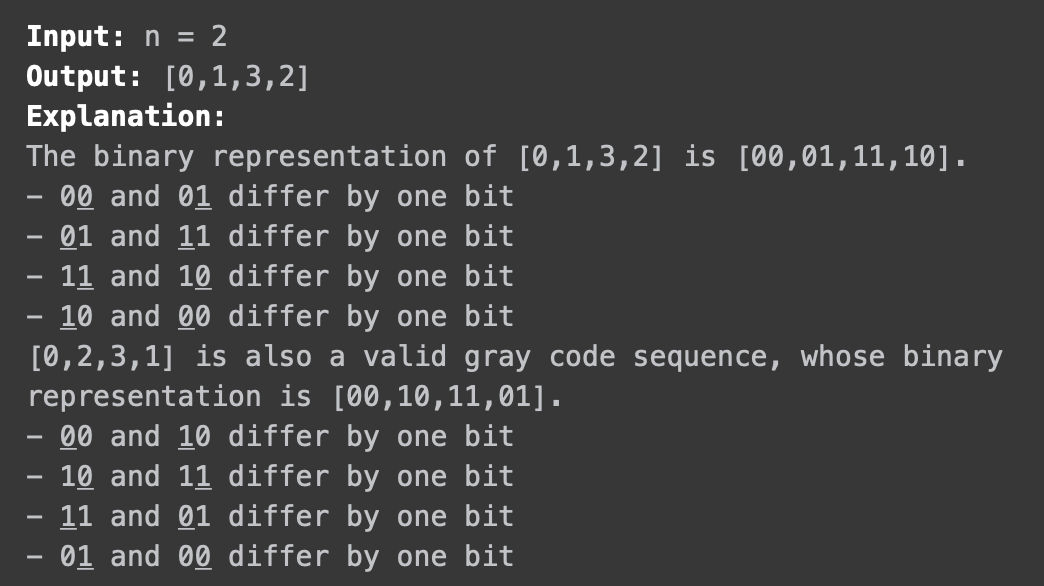 Input: n = 2
Output: [0,1,3,2]
Explanation:
The binary representation of [0,1,3,2] is [00,01,11,10].
- 00 and 01 differ by one bit
- 01 and 11 differ by one bit
- 11 and 10 differ by one bit
- 10 and 00 differ by one bit
[0,2,3,1] is also a valid gray code sequence, whose binary
representation is [00,10,11,01].
- 00 and 10 differ by one bit
- 10 and 11 differ by one bit
- 11 and 01 differ by one bit
- 01 and 00 differ by one bit